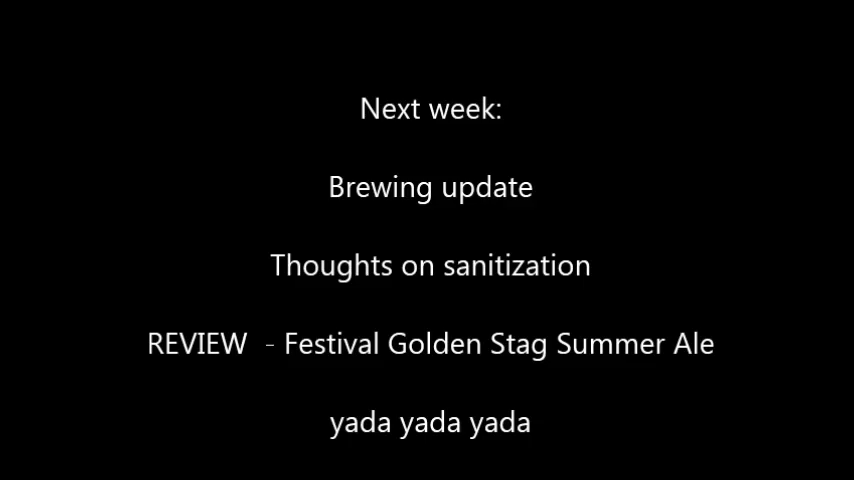 Next week:
Brewing update
Thoughts on sanitization
REVIEW  - Festival Golden Stag Summer Ale
yada yada yada